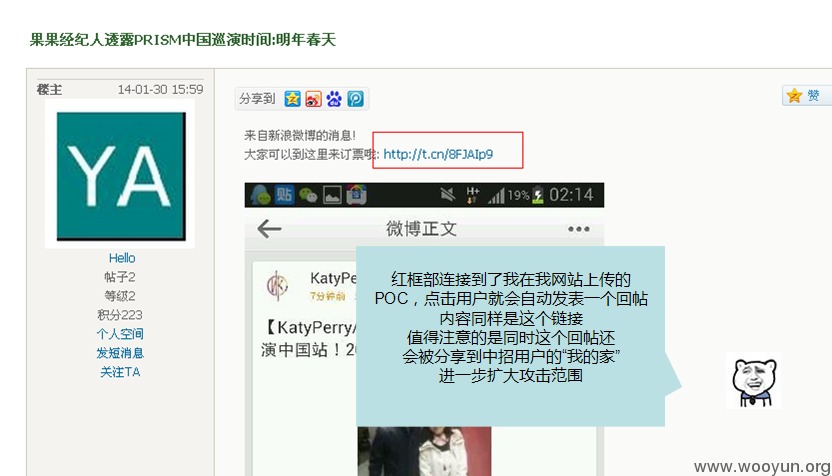 果果经纪人透露PRISM中国巡演时间:明年春天
楼主 14-01-30 15:59
YA
Hello
帖子2
等级2
积分223
个人空间
发短消息
关注TA
分享到
赞
来自新浪微博的消息!
大家可以到这里来订票哦: http://t.cn/8FJAIp9
贴 H+ 19% 02:14
微博正文
KatyPer
7分钟前
【KatyPerry/
演中国站！20
红框部连接到了我在我网站上传的
POC，点击用户就会自动发表一个回帖
内容同样是这个链接
值得注意的是同时这个回帖还
会被分享到中招用户的“我的家”
进一步扩大攻击范围
www.wooyun.org